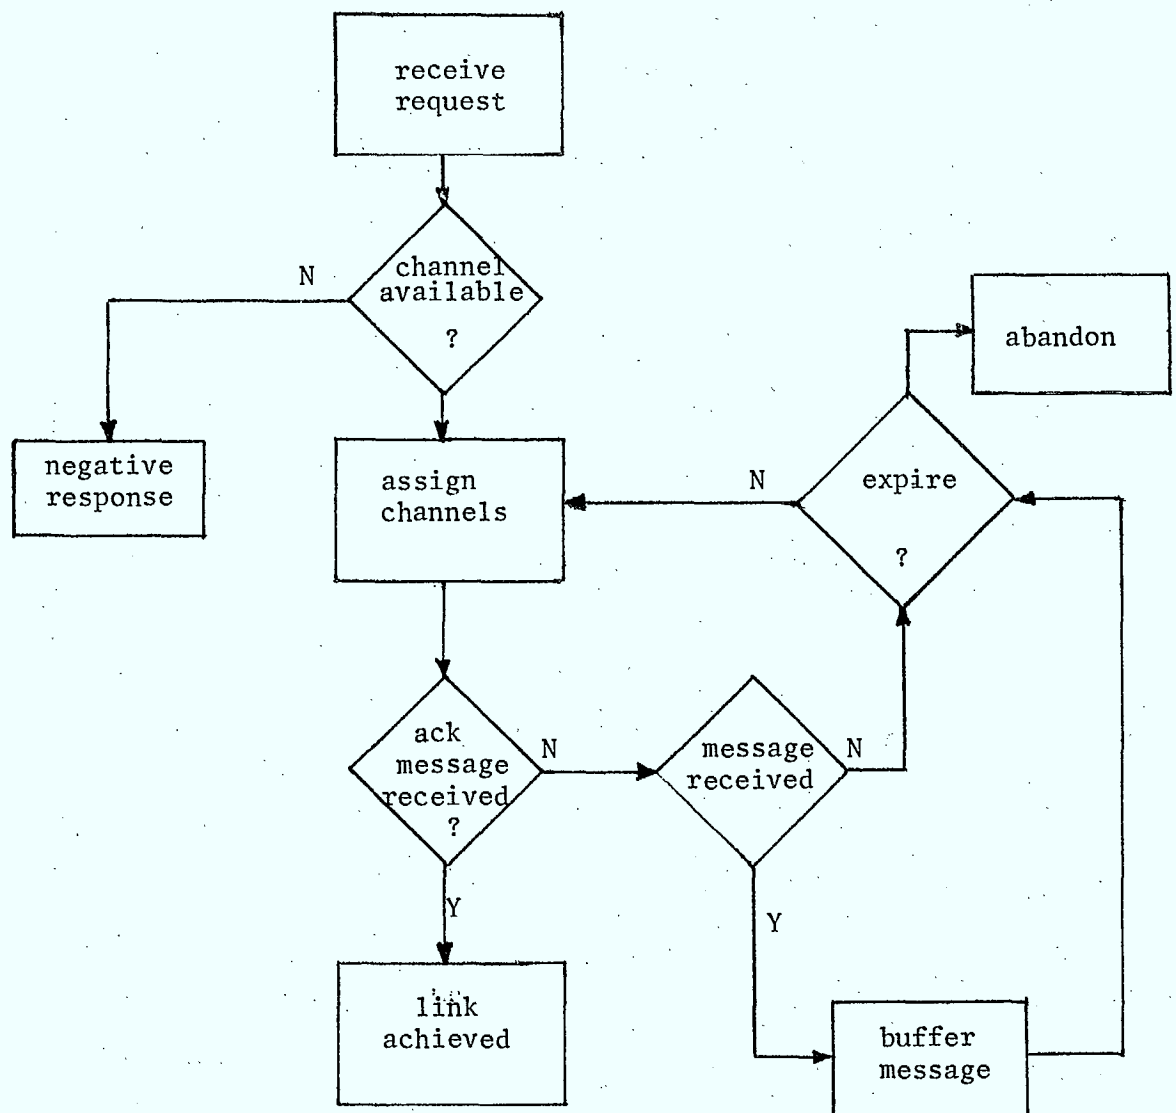 receive
request
channel
available
?
N
abandon
negative
response
assign
channels
N
expire
?
ack
message
received
?
N
message
received
N
Y
Y
link
achieved
buffer
message